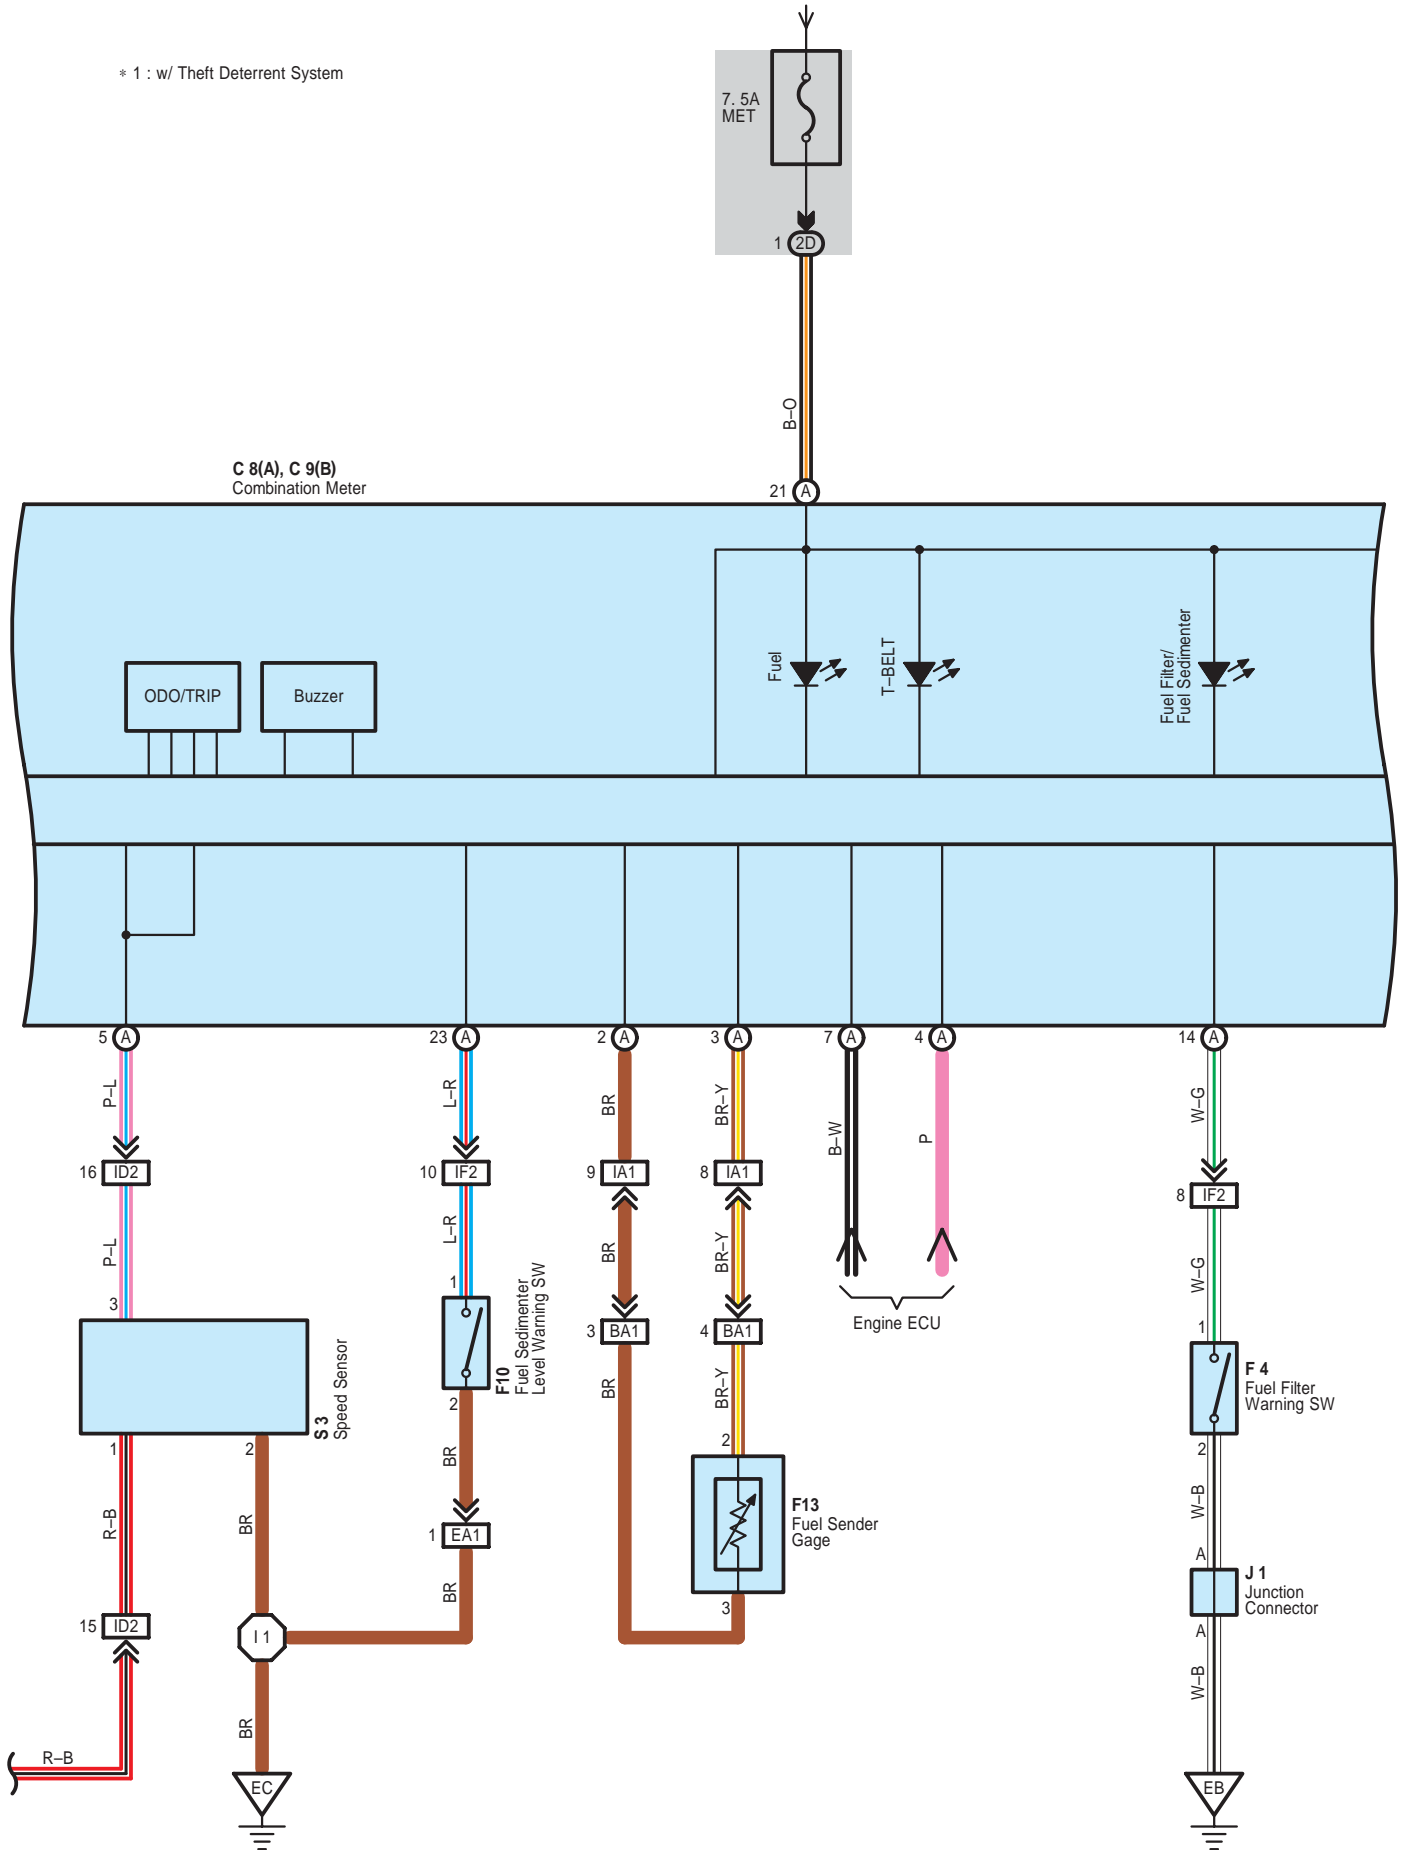 * 1 : w/ Theft Deterrent System
7. 5A
MET
1 2D
B–O
C 8(A), C 9(B)
Combination Meter
21 A
Fuel
T–BELT
Fuel Filter/
Fuel Sedimenter
ODO/TRIP
Buzzer
5 A
23 A
2 A
3 A
7 A
4 A
14 A
P–L
L–R
BR
BR–Y
B–W
P
W–G
16 ID2
10 IF2
9 IA1
8 IA1
8 IF2
P–L
L–R
BR
BR–Y
W–G
Engine ECU
3
1
3 BA1
4 BA1
1
S 3
Speed Sensor
F10
Fuel Sedimenter
Level Warning SW
F 4
Fuel Filter
Warning SW
BR
BR–Y
1
2
2
2
2
R–B
BR
BR
W–B
F13
Fuel Sender
Gage
1 EA1
A
J 1
Junction
Connector
BR
3
A
15 ID2
I 1
BR
W–B
R–B
EC
EB